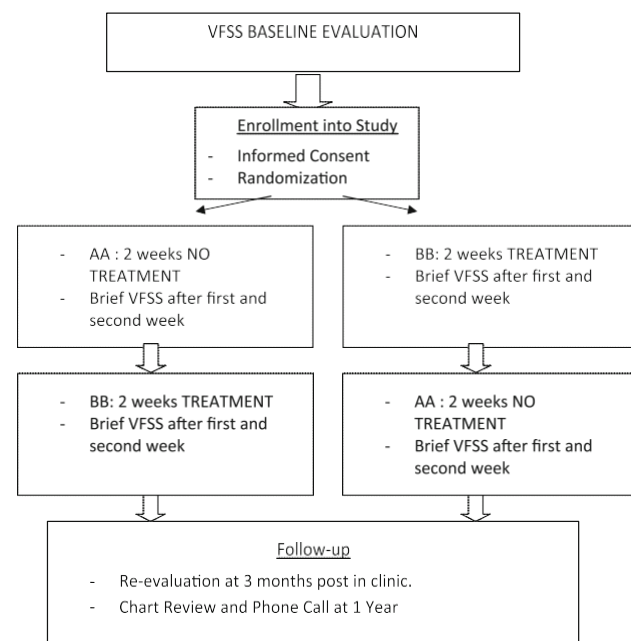 VFSS BASELINE EVALUATION
Enrollment into Study
- Informed Consent
- Randomization
- AA : 2 weeks NO
TREATMENT
- Brief VFSS after first and
second week
- BB: 2 weeks TREATMENT
- Brief VFSS after first and
second week
- BB: 2 weeks TREATMENT
- Brief VFSS after first and
second week
- AA : 2 weeks NO
TREATMENT
- Brief VFSS after first and
second week
Follow-up
- Re-evaluation at 3 months post in clinic.
- Chart Review and Phone Call at 1 Year